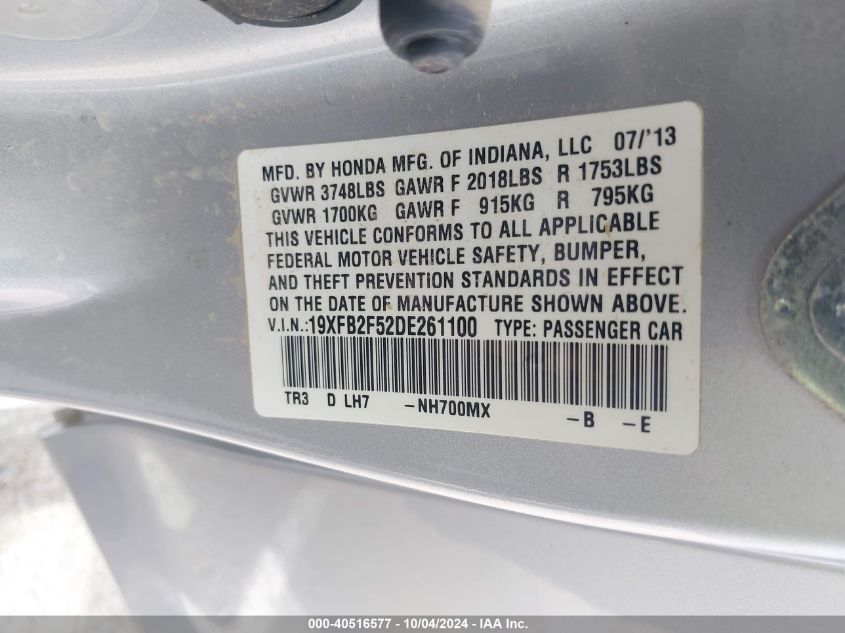 MFD. BY HONDA MFG. OF INDIANA, LLC 07/'13
GVWR 3748LBS GAWR F 2018LBS R 1753LBS
GVWR 1700KG GAWR F 915KG R 795KG
THIS VEHICLE CONFORMS TO ALL APPLICABLE
FEDERAL MOTOR VEHICLE SAFETY, BUMPER,
AND THEFT PREVENTION STANDARDS IN EFFECT
ON THE DATE OF MANUFACTURE SHOWN ABOVE.
V.I.N.:19XFB2F52DE261100 TYPE: PASSENGER CAR
TR3 D LH7 -NH700MX -B -E
000-40516577 - 10/04/2024 - IAA Inc.